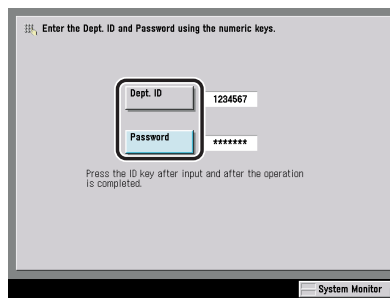 Enter the Dept. ID and Password using the numeric keys.
Dept. ID
1234567
Password
*******
Press the ID key after input and after the operation
is completed.
System Monitor